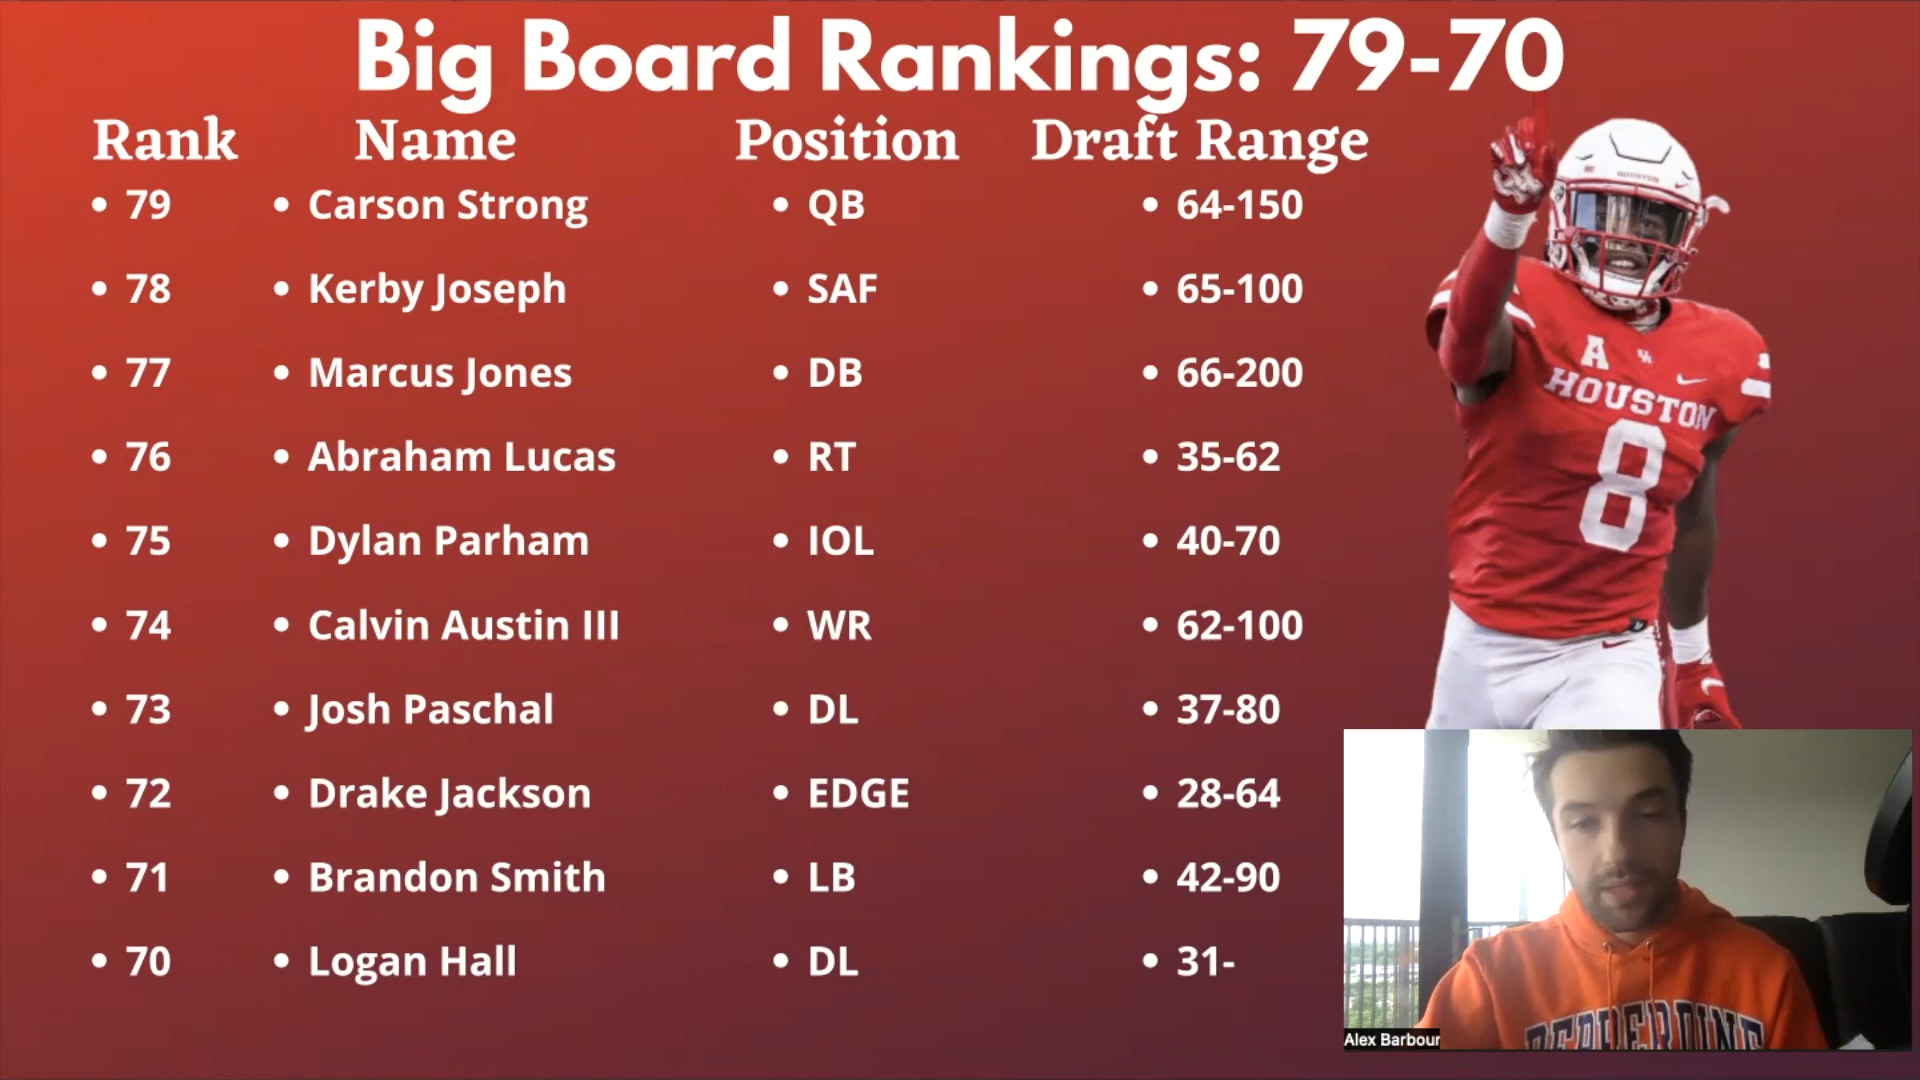 Big Board Rankings: 79-70
Rank Name Position Draft Range
• 79 • Carson Strong • QB • 64-150
• 78 • Kerby Joseph • SAF • 65-100
• 77 • Marcus Jones • DB • 66-200
• 76 • Abraham Lucas • RT • 35-62
• 75 • Dylan Parham • IOL • 40-70
• 74 • Calvin Austin III • WR • 62-100
• 73 • Josh Paschal • DL • 37-80
• 72 • Drake Jackson • EDGE • 28-64
• 71 • Brandon Smith • LB • 42-90
• 70 • Logan Hall • DL • 31-
HOUSTON
A
HOUSTON
8
PEPPERDINE
Alex Barbour